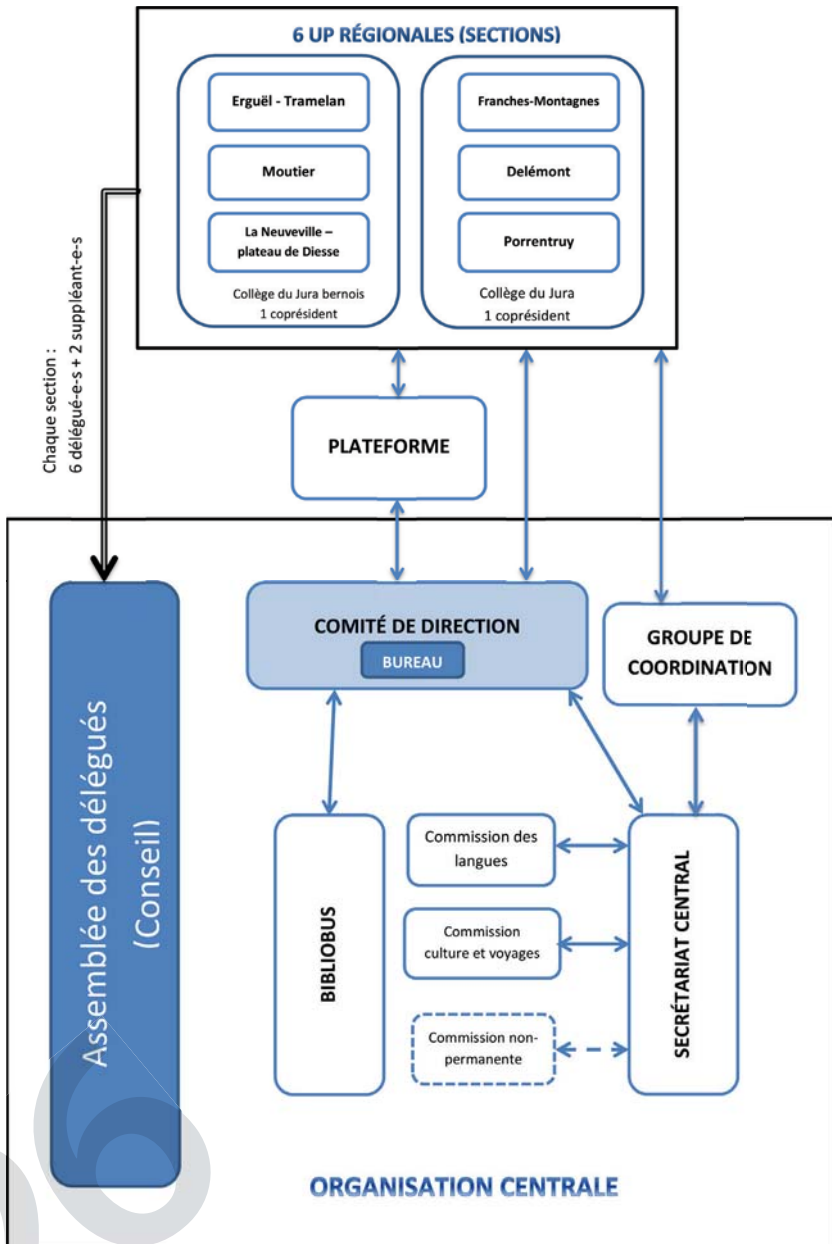 6 UP RÉGIONALES (SECTIONS)
Erguël - Tramelan
Moutier
La Neuveville –
plateau de Diesse
Collège du Jura bernois
1 coprésident
Franches-Montagnes
Delémont
Porrentruy
Collège du Jura
1 coprésident
Chaque section :
6 délégué-e-s + 2 suppléant-e-s
PLATEFORME
COMITÉ DE DIRECTION
BUREAU
GROUPE DE
COORDINATION
Assemblée des délégués
(Conseil)
BIBLIOBUS
Commission des
langues
Commission
culture et voyages
Commission non-
permanente
SECRÉTARIAT CENTRAL
ORGANISATION CENTRALE